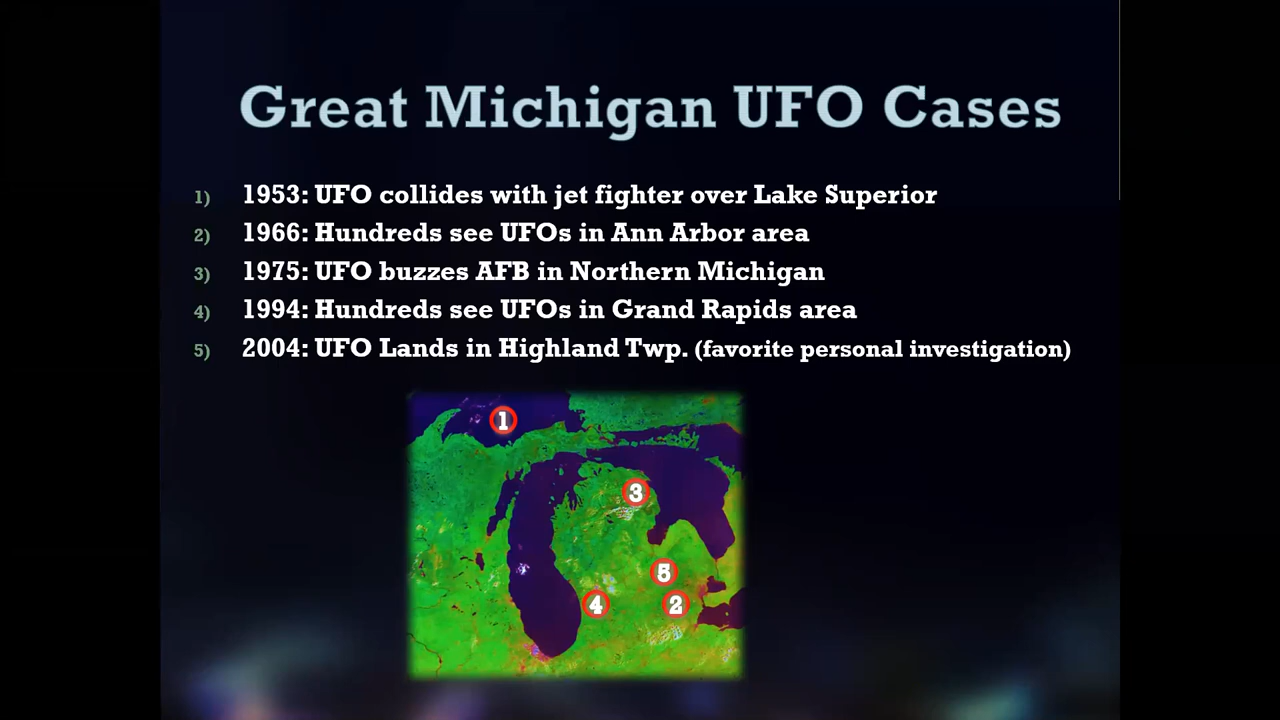 Great Michigan UFO Cases
1) 1953: UFO collides with jet fighter over Lake Superior
2) 1966: Hundreds see UFOs in Ann Arbor area
3) 1975: UFO buzzes AFB in Northern Michigan
4) 1994: Hundreds see UFOs in Grand Rapids area
5) 2004: UFO Lands in Highland Twp. (favorite personal investigation)
1
3
5
4 2